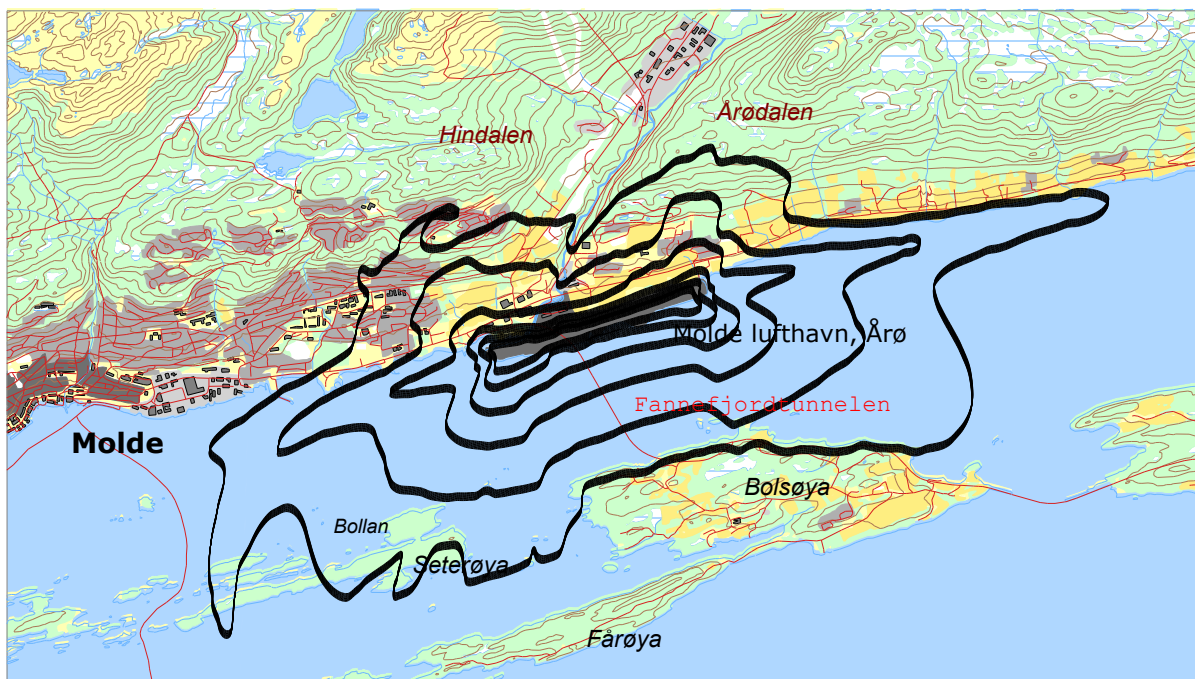 Årødalen
Hindalen
Molde lufthavn, Årø
Fannefjordtunnelen
Molde
Bolsøya
Bollan
Seterøya
Fårøya